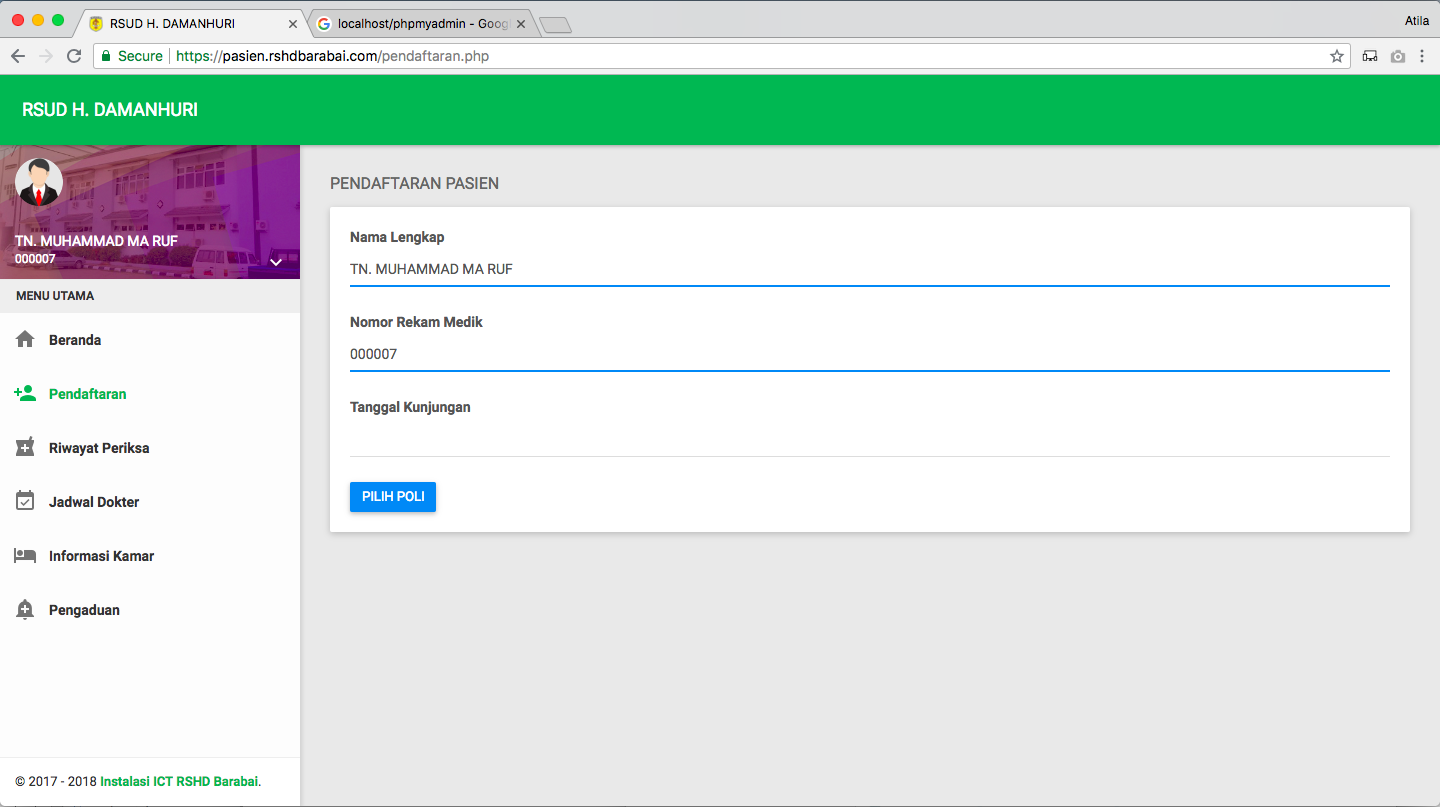 RSUD H. DAMANHURI
localhost/phpmyadmin - Goog
Atila
Secure
https://pasien.rshdbarabai.com/pendaftaran.php
RSUD H. DAMANHURI
TN. MUHAMMAD MA RUF
000007
MENU UTAMA
Beranda
Pendaftaran
Riwayat Periksa
Jadwal Dokter
Informasi Kamar
Pengaduan
© 2017 - 2018 Instalasi ICT RSHD Barabai.
PENDAFTARAN PASIEN
Nama Lengkap
TN. MUHAMMAD MA RUF
Nomor Rekam Medik
000007
Tanggal Kunjungan
PILIH POLI